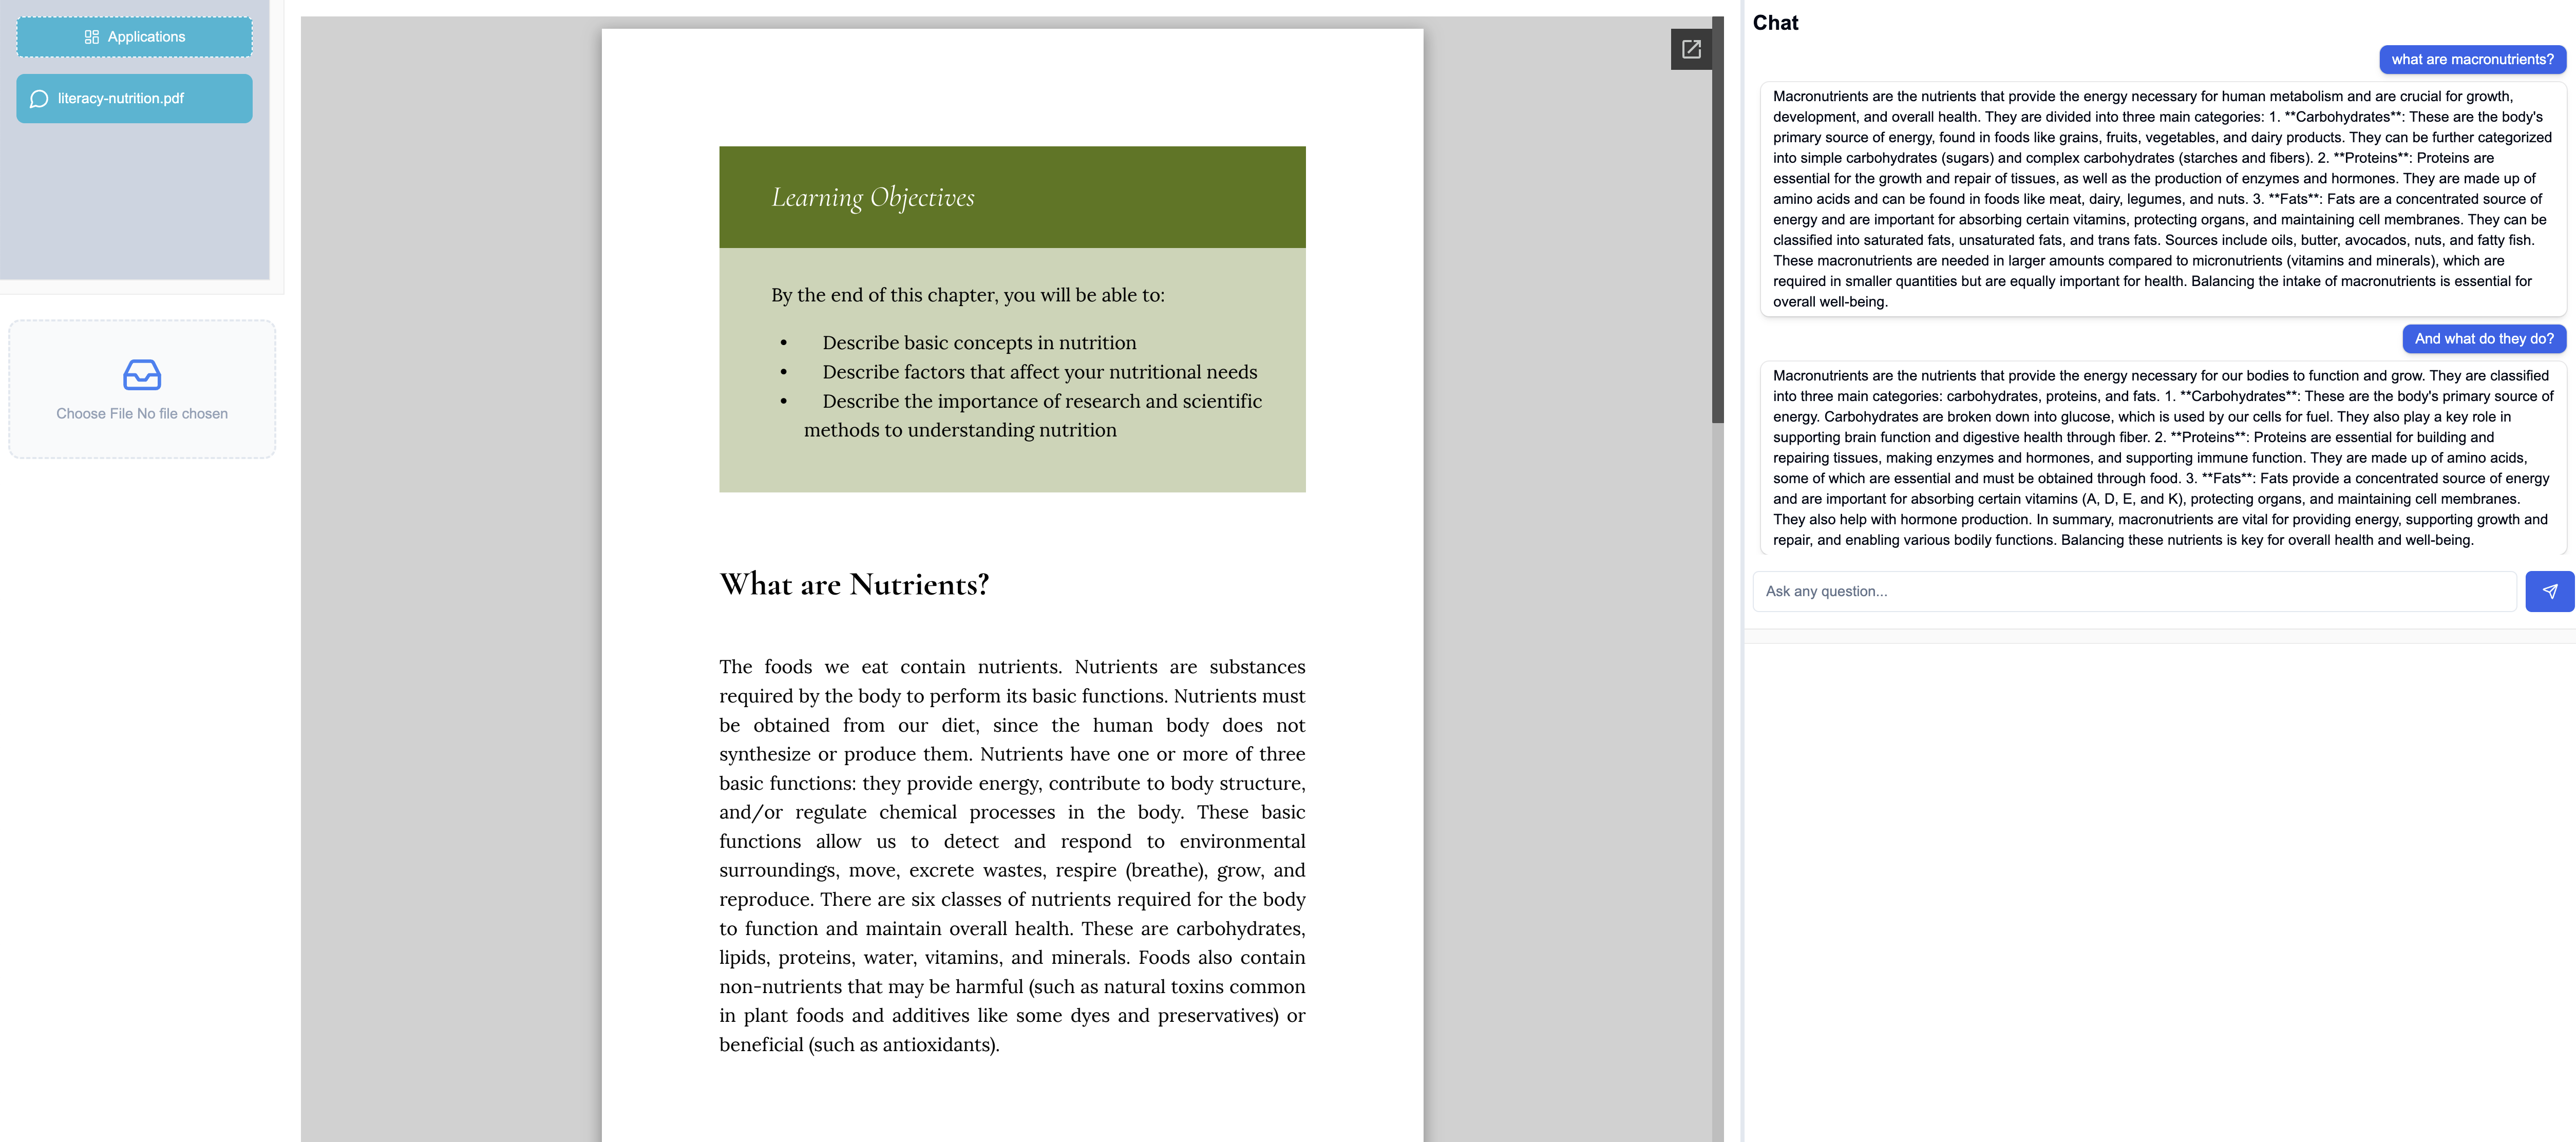 Applications
literacy-nutrition.pdf
Choose File No file chosen
Learning Objectives
By the end of this chapter, you will be able to:
• Describe basic concepts in nutrition
• Describe factors that affect your nutritional needs
• Describe the importance of research and scientific
methods to understanding nutrition
What are Nutrients?
The foods we eat contain nutrients. Nutrients are substances
required by the body to perform its basic functions. Nutrients must
be obtained from our diet, since the human body does not
synthesize or produce them. Nutrients have one or more of three
basic functions: they provide energy, contribute to body structure,
and/or regulate chemical processes in the body. These basic
functions allow us to detect and respond to environmental
surroundings, move, excrete wastes, respire (breathe), grow, and
reproduce. There are six classes of nutrients required for the body
to function and maintain overall health. These are carbohydrates,
lipids, proteins, water, vitamins, and minerals. Foods also contain
non-nutrients that may be harmful (such as natural toxins common
in plant foods and additives like some dyes and preservatives) or
beneficial (such as antioxidants).
Chat
what are macronutrients?
Macronutrients are the nutrients that provide the energy necessary for human metabolism and are crucial for growth,
development, and overall health. They are divided into three main categories: 1. **Carbohydrates**: These are the body's
primary source of energy, found in foods like grains, fruits, vegetables, and dairy products. They can be further categorized
into simple carbohydrates (sugars) and complex carbohydrates (starches and fibers). 2. **Proteins**: Proteins are
essential for the growth and repair of tissues, as well as the production of enzymes and hormones. They are made up of
amino acids and can be found in foods like meat, dairy, legumes, and nuts. 3. **Fats**: Fats are a concentrated source of
energy and are important for absorbing certain vitamins, protecting organs, and maintaining cell membranes. They can be
classified into saturated fats, unsaturated fats, and trans fats. Sources include oils, butter, avocados, nuts, and fatty fish.
These macronutrients are needed in larger amounts compared to micronutrients (vitamins and minerals), which are
required in smaller quantities but are equally important for health. Balancing the intake of macronutrients is essential for
overall well-being.
And what do they do?
Macronutrients are the nutrients that provide the energy necessary for our bodies to function and grow. They are classified
into three main categories: carbohydrates, proteins, and fats. 1. **Carbohydrates**: These are the body's primary source of
energy. Carbohydrates are broken down into glucose, which is used by our cells for fuel. They also play a key role in
supporting brain function and digestive health through fiber. 2. **Proteins**: Proteins are essential for building and
repairing tissues, making enzymes and hormones, and supporting immune function. They are made up of amino acids,
some of which are essential and must be obtained through food. 3. **Fats**: Fats provide a concentrated source of energy
and are important for absorbing certain vitamins (A, D, E, and K), protecting organs, and maintaining cell membranes.
They also help with hormone production. In summary, macronutrients are vital for providing energy, supporting growth and
repair, and enabling various bodily functions. Balancing these nutrients is key for overall health and well-being.
Ask any question...